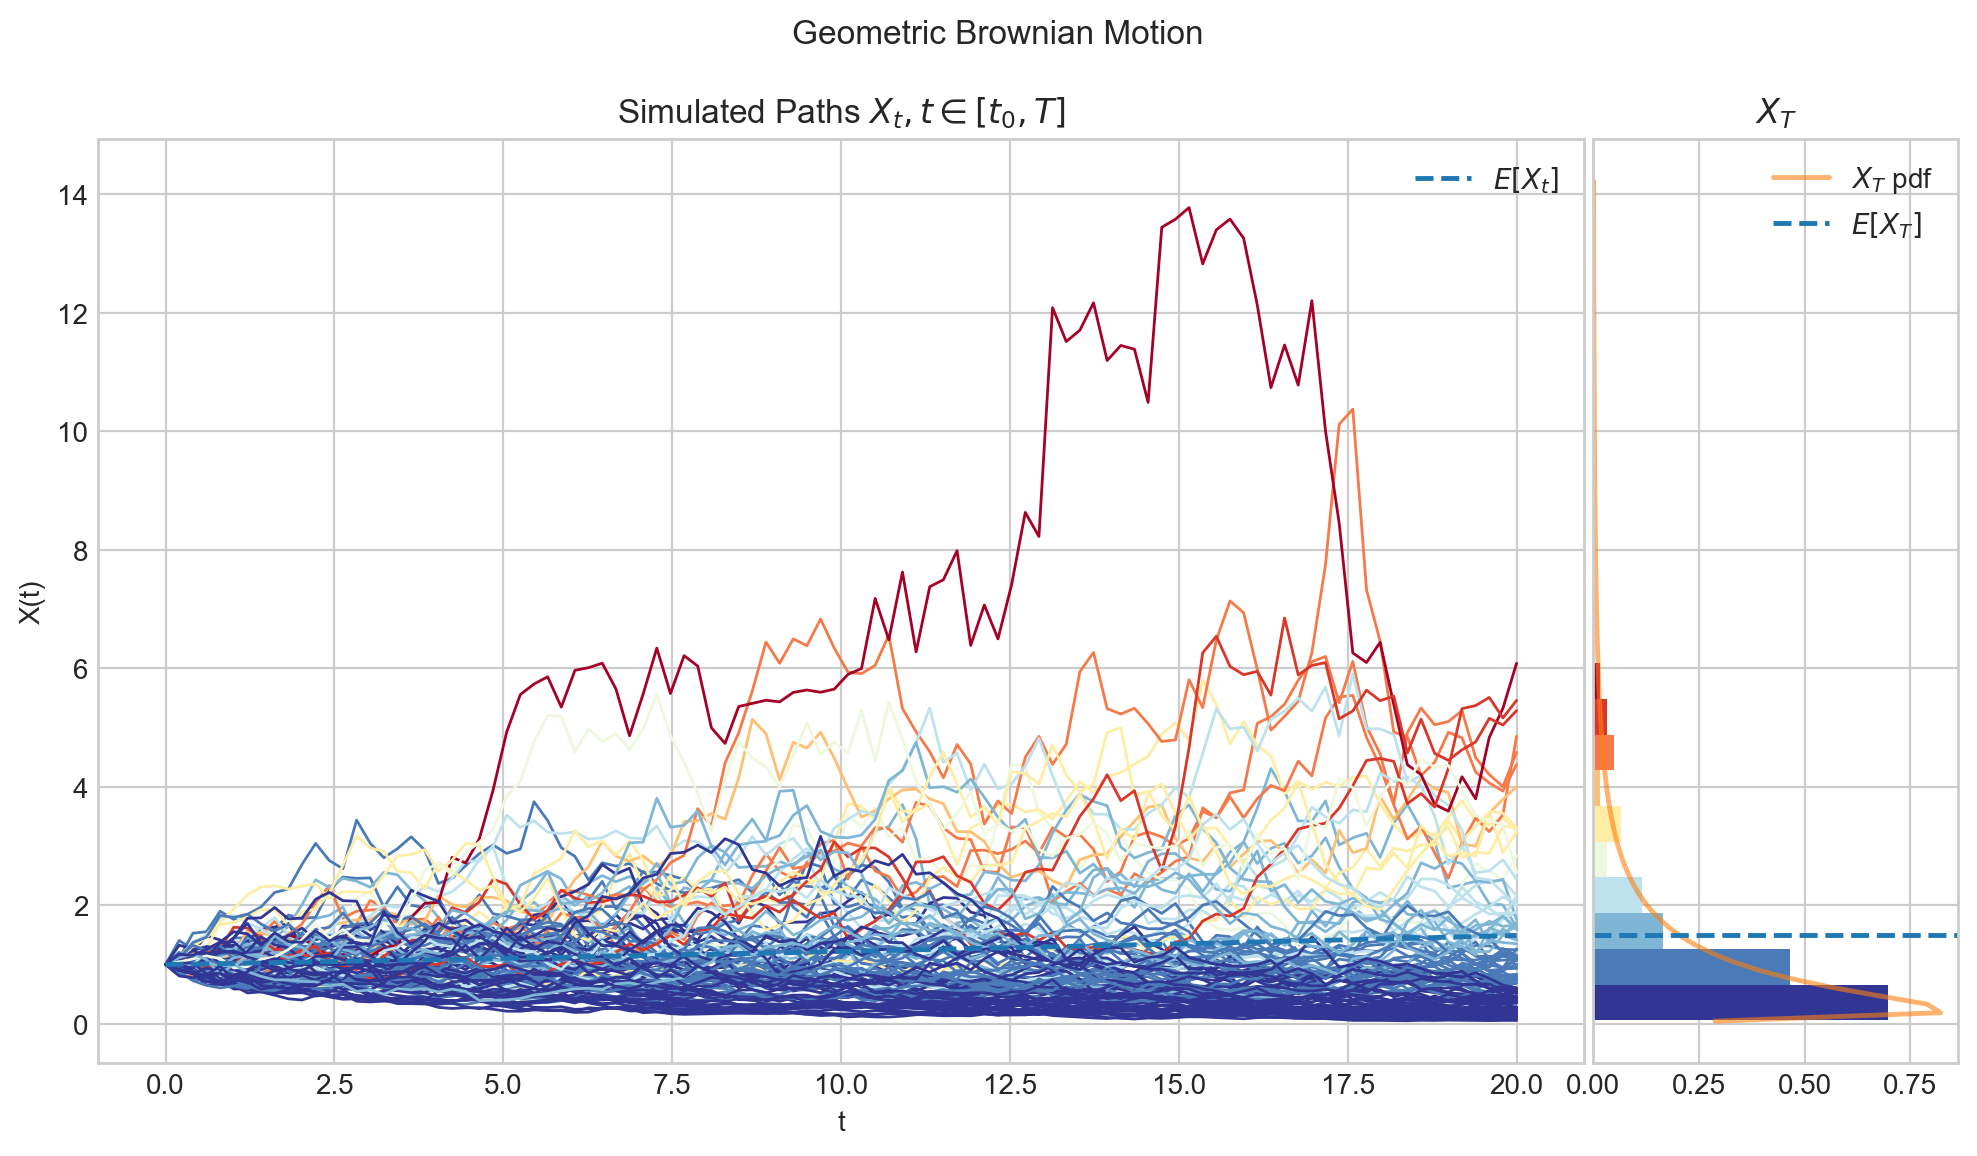 Geometric Brownian Motion
Simulated Paths X_t, t ∈ [t_0, T]
E[X_t]
X(t)
14
12
10
8
6
4
2
0
0.0 2.5 5.0 7.5 10.0 12.5 15.0 17.5 20.0
t
X_T
X_T pdf
E[X_T]
0.00 0.25 0.50 0.75